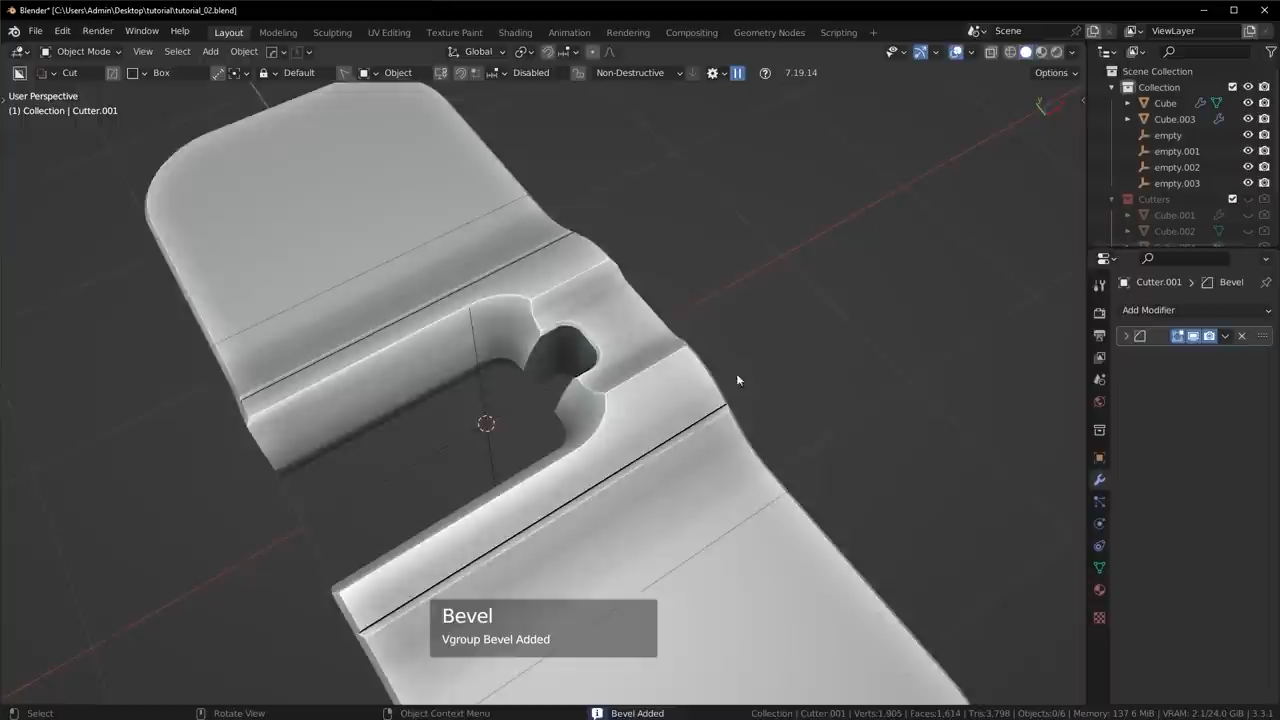 Blender* [C:\Users\Admin\Desktop\tutorial\tutorial_02.blend]
File Edit Render Window Help Layout Modeling Sculpting UV Editing Texture Paint Shading Animation Rendering Compositing Geometry Nodes Scripting + Scene ViewLayer
Object Mode View Select Add Object Global
Cut Box Default Object Disabled Non-Destructive 7.19.14 Options
User Perspective
(1) Collection | Cutter.001
Scene Collection
Collection
Cube
Cube.003
empty
empty.001
empty.002
empty.003
Cutters
Cube.001
Cube.002
Cutter.001 > Bevel
Add Modifier
Bevel
Vgroup Bevel Added
Select Rotate View Object Context Menu Bevel Added Collection | Cutter.001 | Verts:1,905 | Faces:1,614 | Tris:3,798 | Objects:0/6 | Memory: 137.6 MiB | VRAM: 2.1/24.0 GiB | 3.3.1